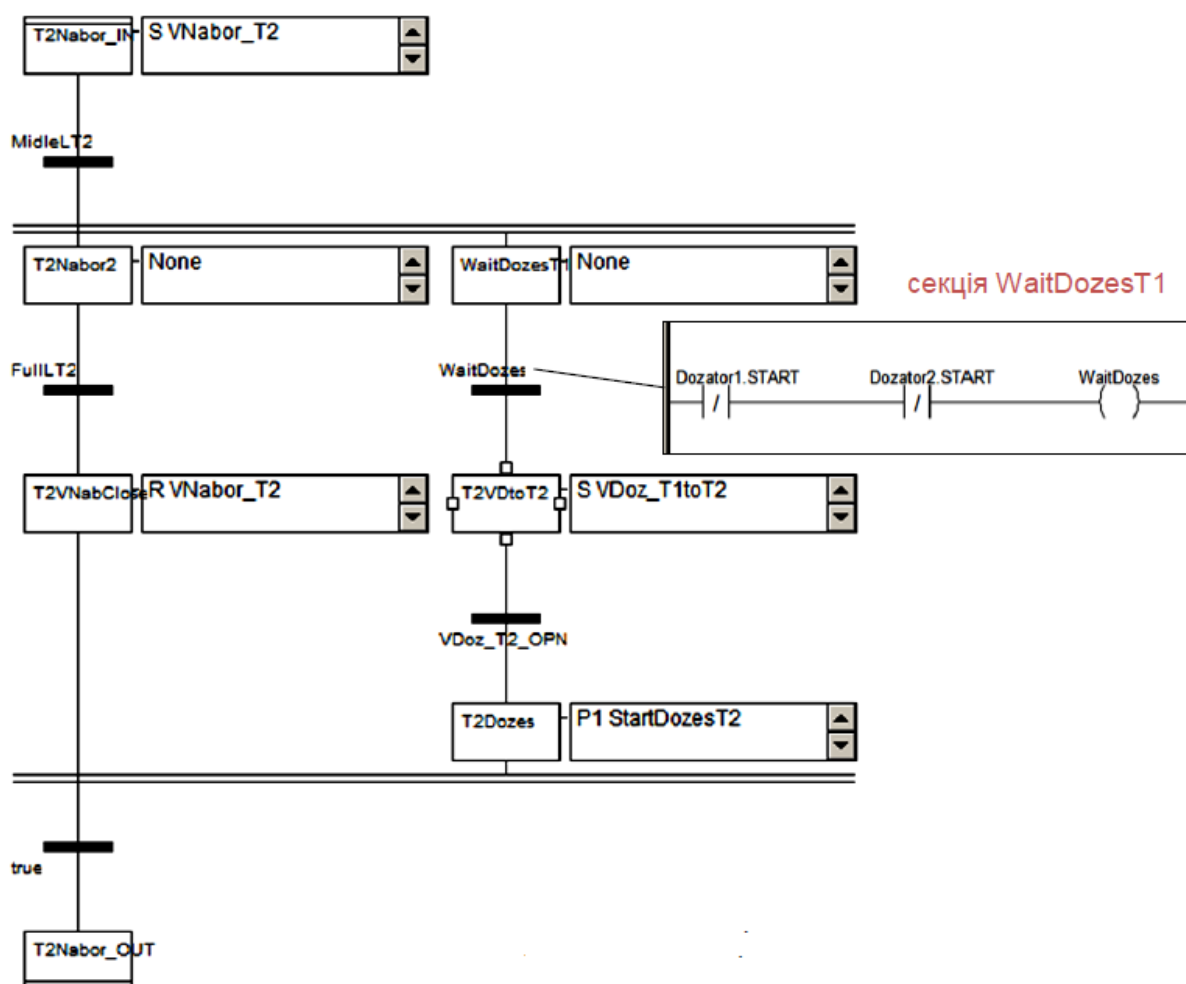 T2Nabor_IN
S VNabor_T2
MidleLT2
T2Nabor2
None
WaitDozesT1
None
секція WaitDozesT1
FullLT2
WaitDozes
Dozator1.START
Dozator2.START
WaitDozes
T2VNabClose
R VNabor_T2
T2VDtoT2
S VDoz_T1toT2
VDoz_T2_OPN
T2Dozes
P1 StartDozesT2
true
T2Nabor_OUT